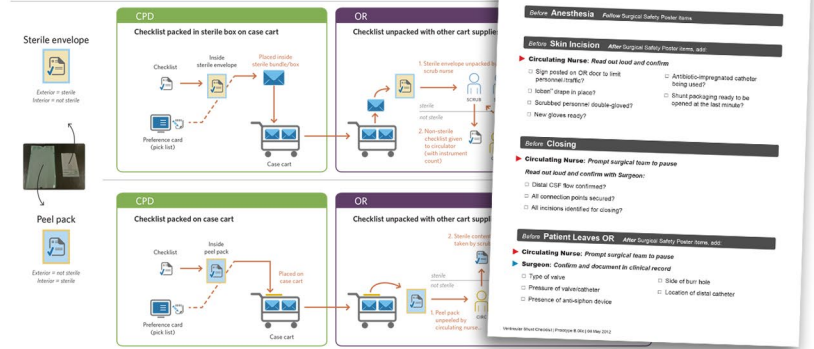 Sterile envelope
Exterior = sterile
Interior = not sterile
Peel pack
Exterior = not sterile
Interior = sterile
CPD
Checklist packed in sterile box on case cart
Checklist
Inside
sterile envelope
Placed inside
sterile bundle/box
Preference card
(pick list)
Case cart
OR
Checklist unpacked with other cart supplies
1. Sterile envelope unpacked by
scrub nurse
SCRUB
sterile
not sterile
2. Non-sterile
checklist given
to circulator
(with instrument
count)
CPD
Checklist packed on case cart
Checklist
Inside
peel pack
Placed on
case cart
Preference card
(pick list)
Case cart
OR
Checklist unpacked with other cart suppl
2. Sterile conten
taken by scrub
sterile
not sterile
1. Peel pack
unpeeled by
circulating nurse
CIRC
Before Anesthesia Follow Surgical Safety Poster items
Before Skin Incision After Surgical Safety Poster items, add:
Circulating Nurse: Read out loud and confirm
Sign posted on OR door to limit
personnel/traffic?
Ioban™ drape in place?
Scrubbed personnel double-gloved?
New gloves ready?
Antibiotic-impregnated catheter
being used?
Shunt packaging ready to be
opened at the last minute?
Before Closing
Circulating Nurse: Prompt surgical team to pause
Read out loud and confirm with Surgeon:
Distal CSF flow confirmed?
All connection points secured?
All incisions identified for closing?
Before Patient Leaves OR After Surgical Safety Poster items, add:
Circulating Nurse: Prompt surgical team to pause
Surgeon: Confirm and document in clinical record
Type of valve
Pressure of valve/catheter
Presence of anti-siphon device
Side of burr hole
Location of distal catheter
Ventricular Shunt Checklist | Prototype B.00c | 09 May 2012